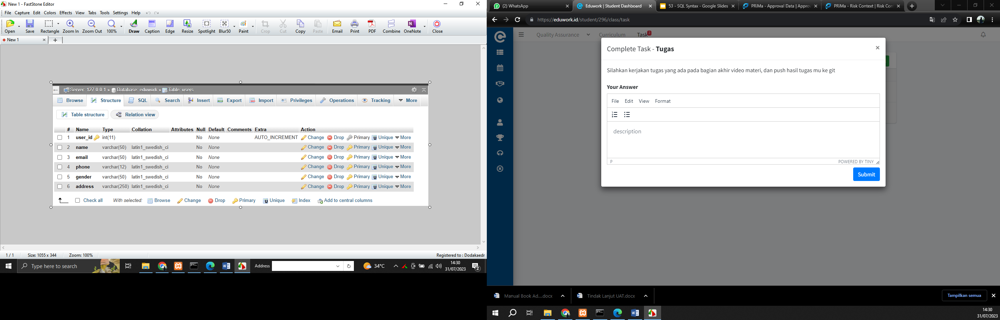 New 1 - FastStone Editor
File Capture Edit Colors Effects View Tabs Tools Settings Help
Open Save Rectangle Zoom In Zoom Out 100% Draw Caption Edge Resize Spotlight Blur50 Paint Crop Cut Copy Paste Email Print PDF Combine OneNote Close
New 1
Server: 127.0.0.1 » Database: eduwork » Table: users
Browse Structure SQL Search Insert Export Import Privileges Operations Tracking More
Table structure Relation view
# Name Type Collation Attributes Null Default Comments Extra Action
1 user_id int(11) No None AUTO_INCREMENT Change Drop Primary Unique More
2 name varchar(50) latin1_swedish_ci No None Change Drop Primary Unique More
3 email varchar(50) latin1_swedish_ci No None Change Drop Primary Unique More
4 phone varchar(12) latin1_swedish_ci No None Change Drop Primary Unique More
5 gender varchar(50) latin1_swedish_ci No None Change Drop Primary Unique More
6 address varchar(250) latin1_swedish_ci No None Change Drop Primary Unique More
Check all With selected: Browse Change Drop Primary Unique Index Add to central columns
1 / 1 Size: 1055 x 344 Zoom: 100% Registered to : Dodakaedr
Type here to search Address 34°C 14:30
31/07/2023 2
(2) WhatsApp Eduwork | Student Dashboard 53 - SQL Syntax - Google Slides PRiMa - Approval Data | Approv PRiMa - Risk Context | Risk Con
https://eduwork.id/student/296/class/task
Quality Assurance Curriculum Task 2
Complete Task - Tugas
Silahkan kerjakan tugas yang ada pada bagian akhir video materi, dan push hasil tugas mu ke git
Your Answer
File Edit View Format
description
P POWERED BY TINY
Submit
Manual Book Ad....docx Tindak Lanjut UAT.docx Tampilkan semua
14:30
31/07/2023